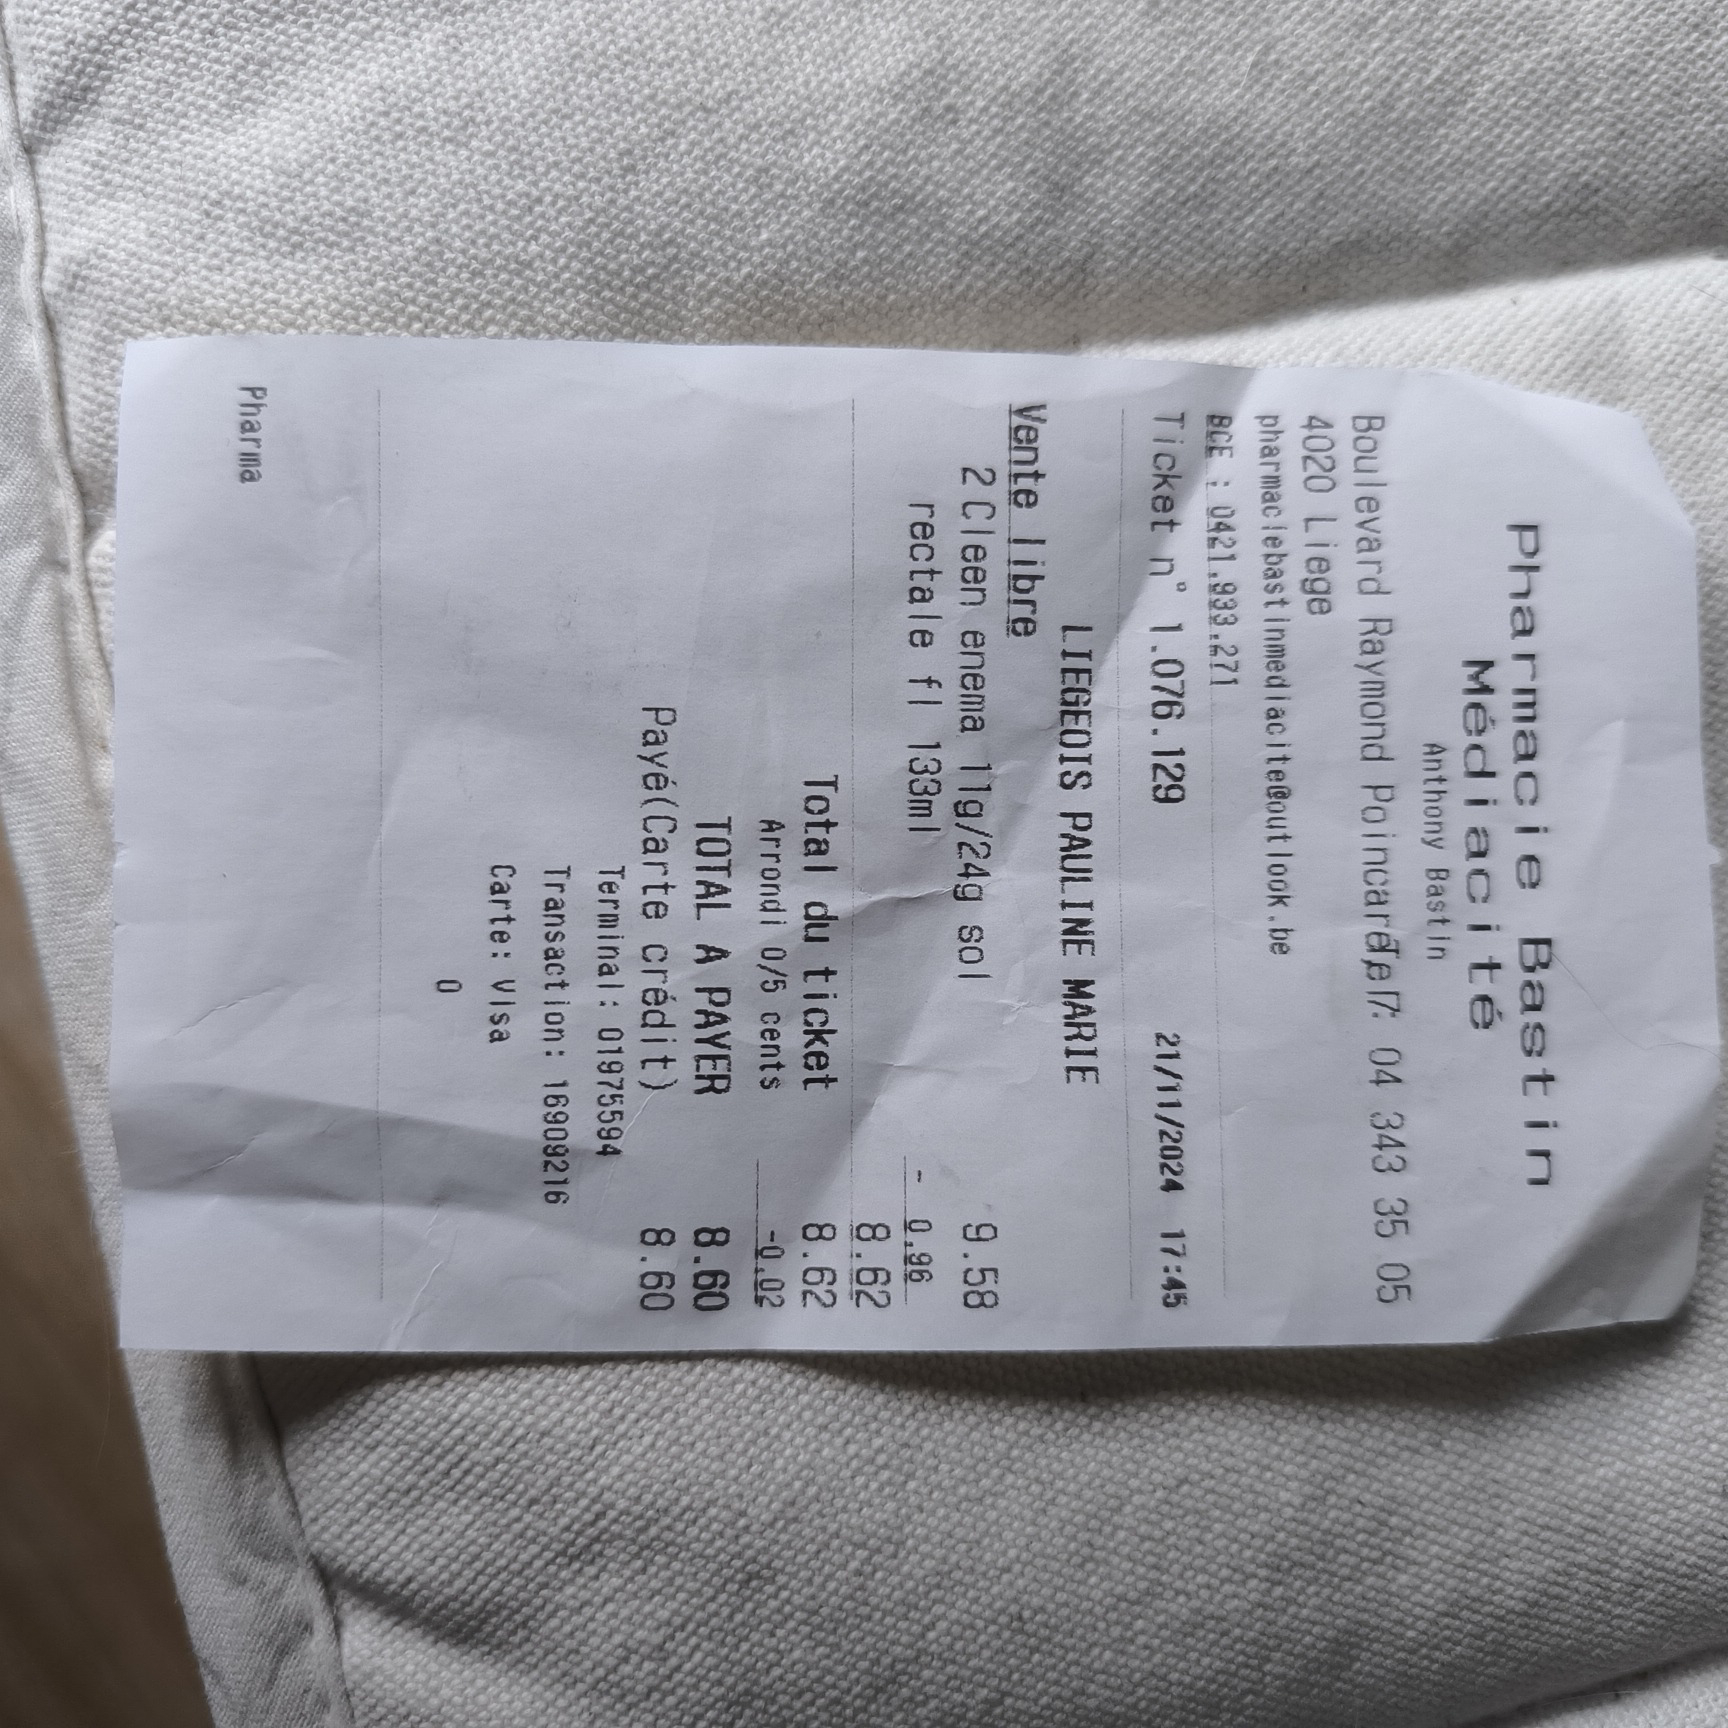 Pharmacie Bastin
Médiacité
Anthony Bastin
Boulevard Raymond Poincaré, 7 Tel : 04 343 35 05
4020 Liege
pharmaciebastinmediacite@outlook.be
BCE : 0421.933.271
Ticket n° 1.076.129 21/11/2024 17:45
LIEGEOIS PAULINE MARIE
Vente libre
2 Cleen enema 11g/24g sol 9.58
rectale fl 133ml - 0.96
8.62
Total du ticket 8.62
Arrondi 0/5 cents -0.02
TOTAL A PAYER 8.60
Payé(Carte crédit) 8.60
Terminal: 01975594
Transaction: 16909216
Carte: Visa
0
Pharma